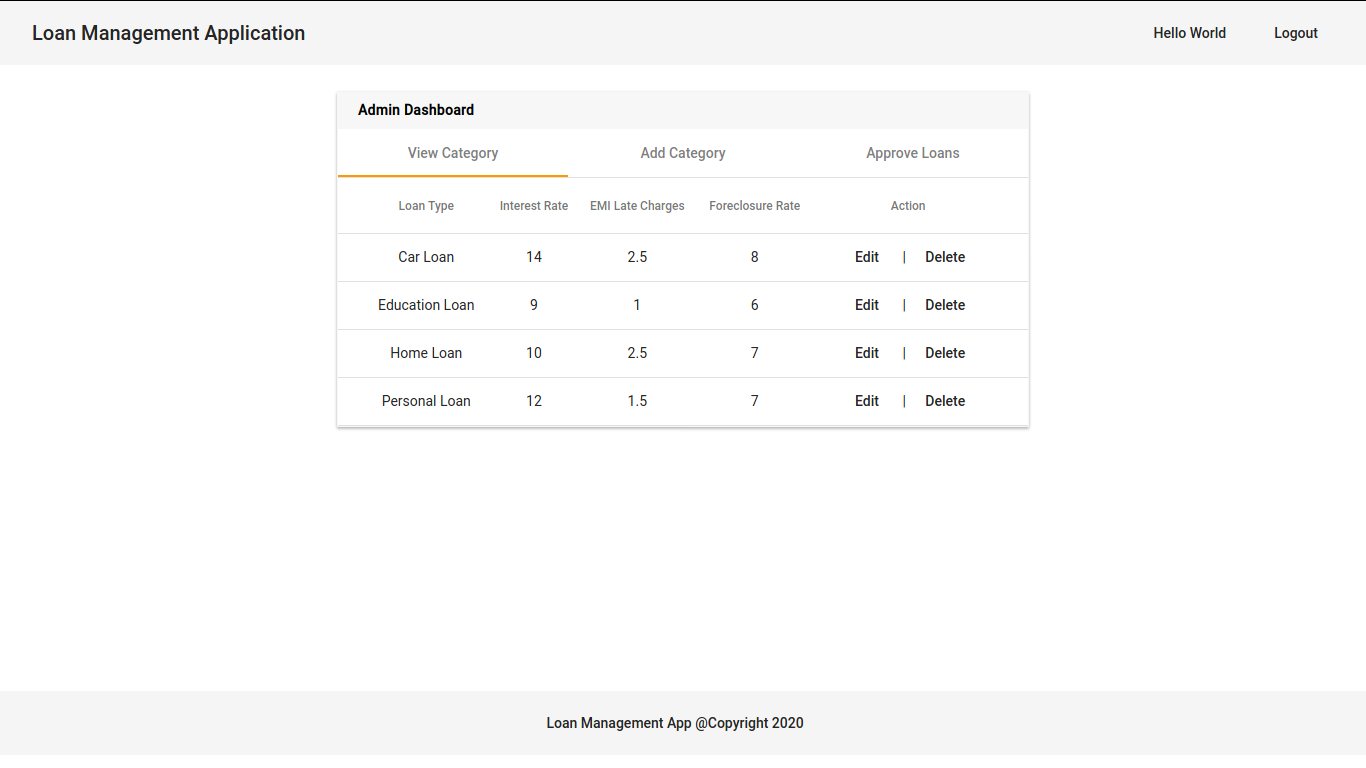 Loan Management Application Hello World Logout
Admin Dashboard
View Category Add Category Approve Loans
Loan Type Interest Rate EMI Late Charges Foreclosure Rate Action
Car Loan 14 2.5 8 Edit | Delete
Education Loan 9 1 6 Edit | Delete
Home Loan 10 2.5 7 Edit | Delete
Personal Loan 12 1.5 7 Edit | Delete
Loan Management App @Copyright 2020